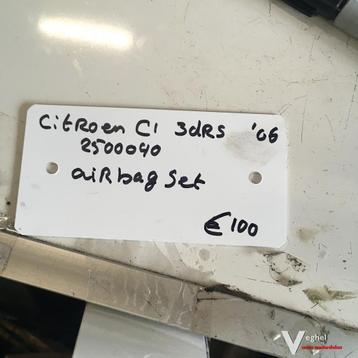 Citroen C1 3dRS '06
2500040
aiRbag set
€100
Veghel